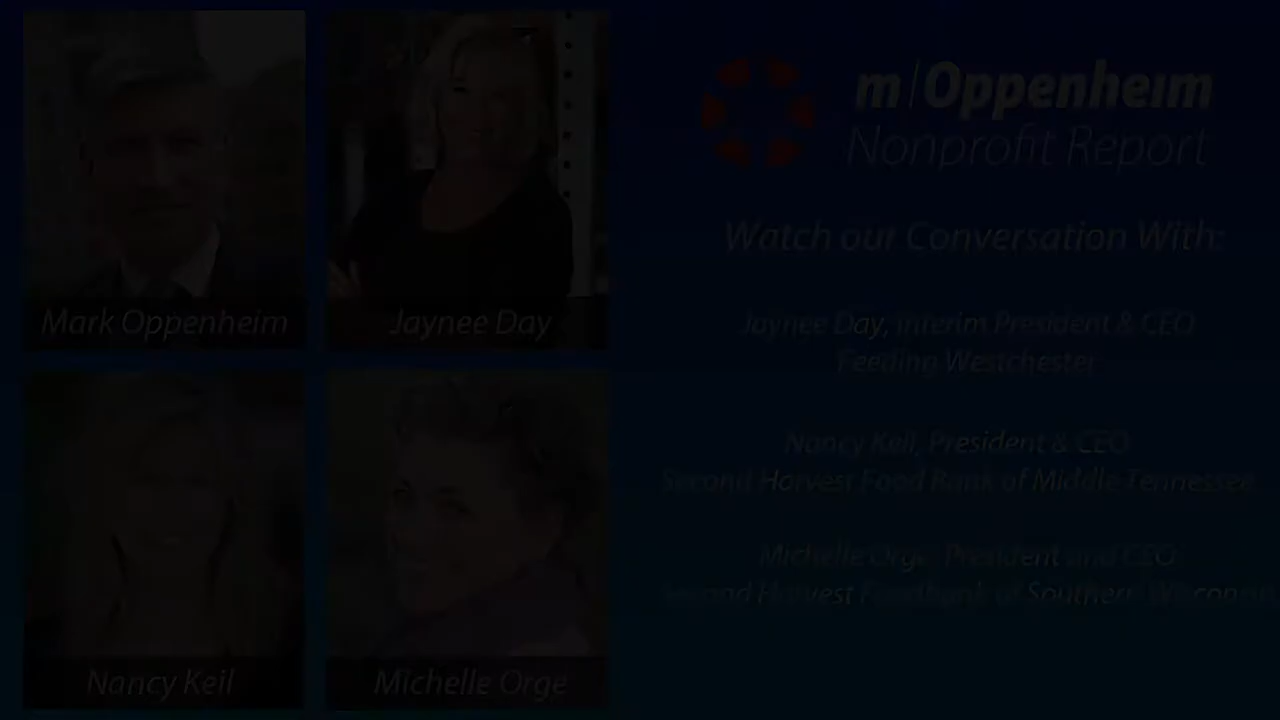 m|Oppenheim
Nonprofit Report
Watch our Conversation With:
Mark Oppenheim
Jaynee Day
Jaynee Day, Interim President & CEO
Feeding Westchester
Nancy Keil, President & CEO
Second Harvest Food Bank of Middle Tennessee
Michelle Orge, President and CEO
Second Harvest Foodbank of Southern Wisconsin
Nancy Keil
Michelle Orge